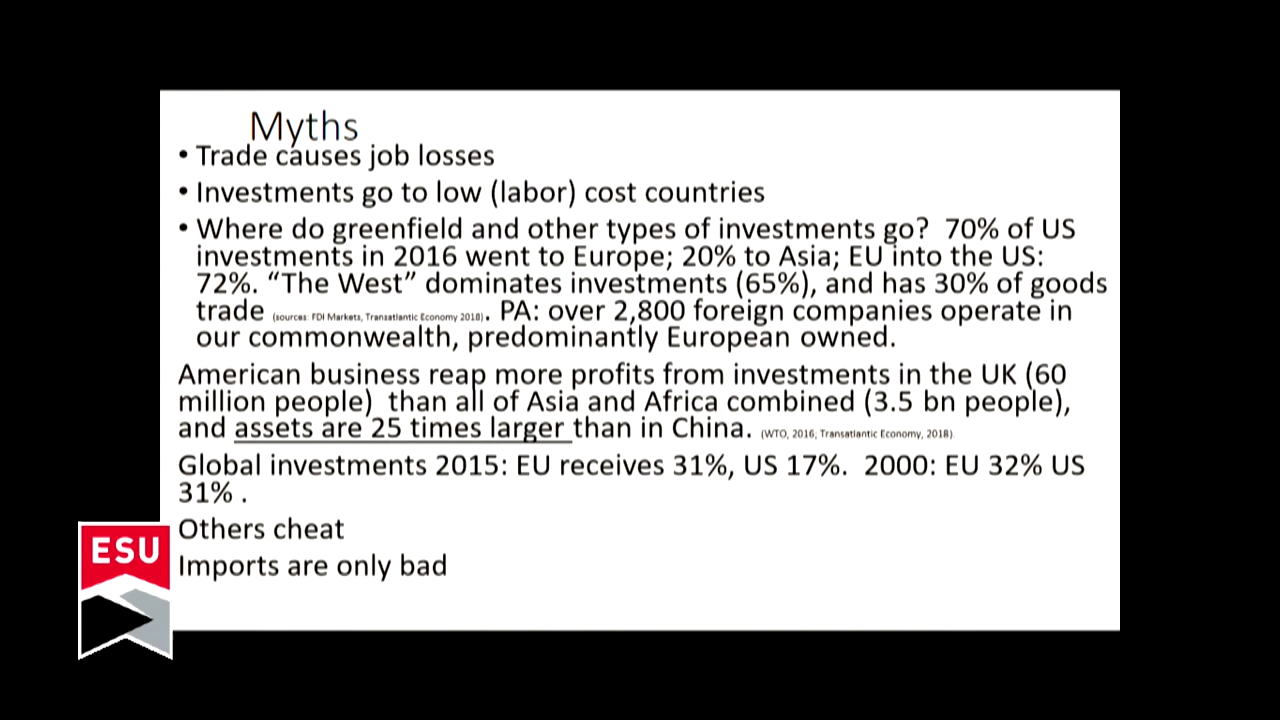 Myths
• Trade causes job losses
• Investments go to low (labor) cost countries
• Where do greenfield and other types of investments go?  70% of US
investments in 2016 went to Europe; 20% to Asia; EU into the US:
72%. “The West” dominates investments (65%), and has 30% of goods
trade (sources: FDI Markets, Transatlantic Economy 2018). PA: over 2,800 foreign companies operate in
our commonwealth, predominantly European owned.
American business reap more profits from investments in the UK (60
million people)  than all of Asia and Africa combined (3.5 bn people),
and assets are 25 times larger than in China. (WTO, 2016; Transatlantic Economy, 2018).
Global investments 2015: EU receives 31%, US 17%.  2000: EU 32% US
31% .
Others cheat
Imports are only bad
ESU